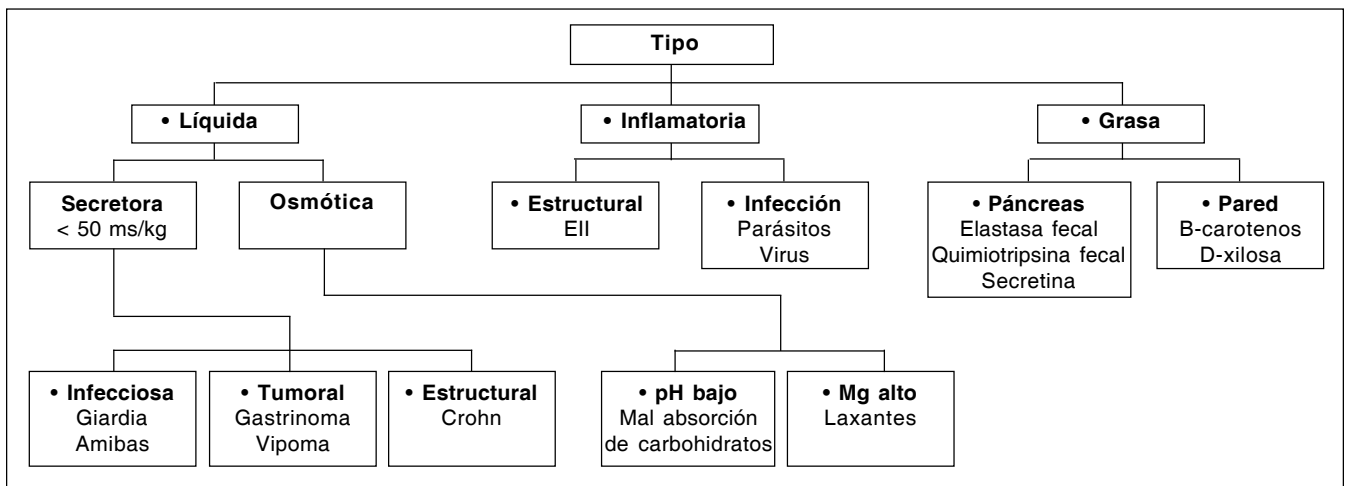 Tipo
• Líquida
• Inflamatoria
• Grasa
Secretora
< 50 ms/kg
Osmótica
• Estructural
EII
• Infección
Parásitos
Virus
• Páncreas
Elastasa fecal
Quimiotripsina fecal
Secretina
• Pared
B-carotenos
D-xilosa
• Infecciosa
Giardia
Amibas
• Tumoral
Gastrinoma
Vipoma
• Estructural
Crohn
• pH bajo
Mal absorción
de carbohidratos
• Mg alto
Laxantes